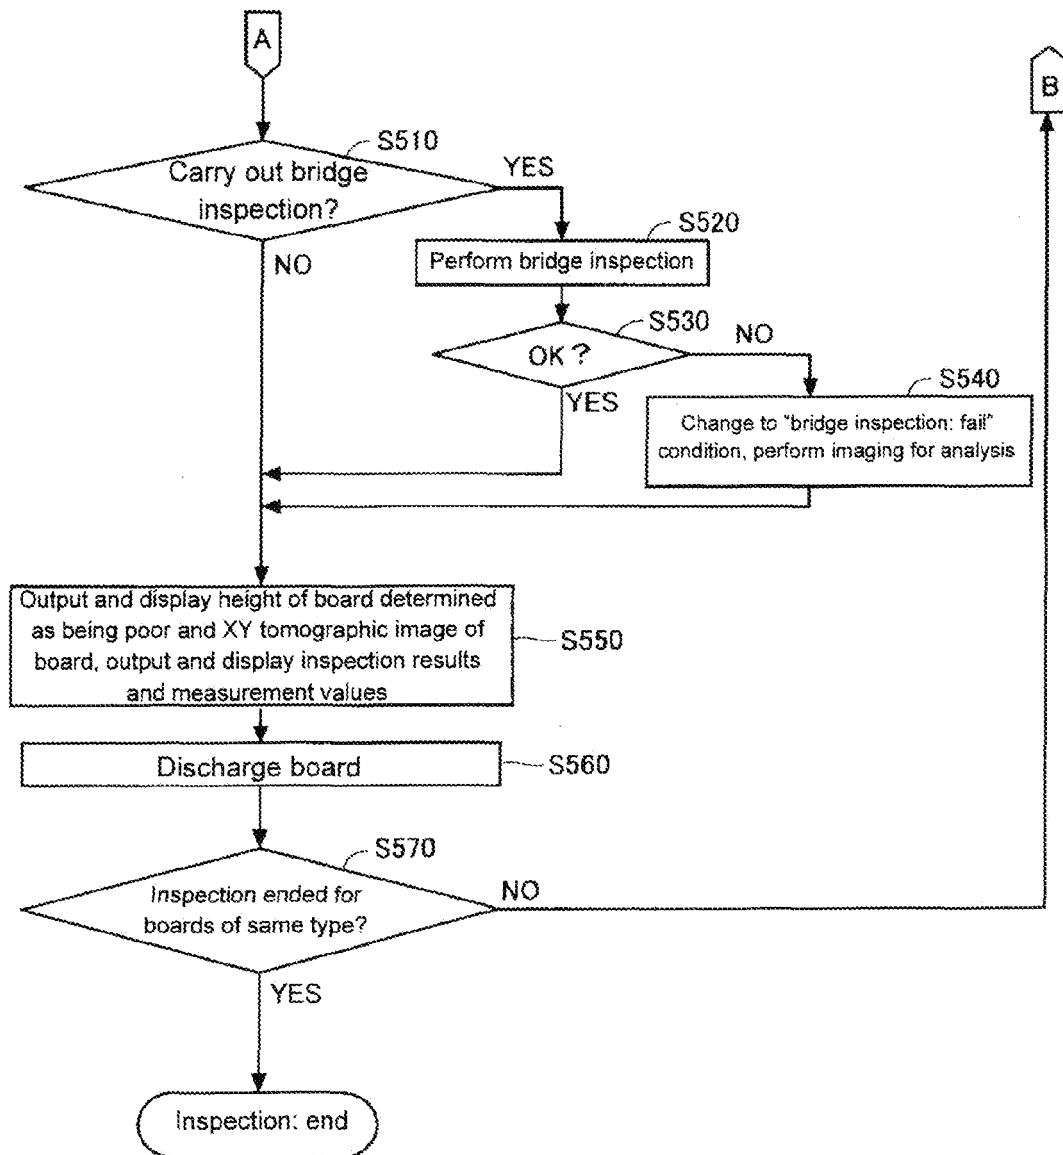 A
B
S510
Carry out bridge
inspection?
YES
NO
S520
Perform bridge inspection
S530
OK ?
NO
YES
S540
Change to "bridge inspection: fail"
condition, perform imaging for analysis
Output and display height of board determined
as being poor and XY tomographic image of
board, output and display inspection results
and measurement values
S550
Discharge board
S560
S570
Inspection ended for
boards of same type?
NO
YES
Inspection: end